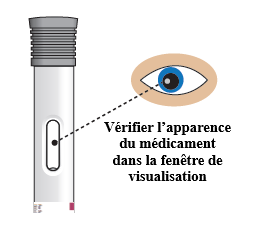 Vérifier l’apparence
du médicament
dans la fenêtre de
visualisation